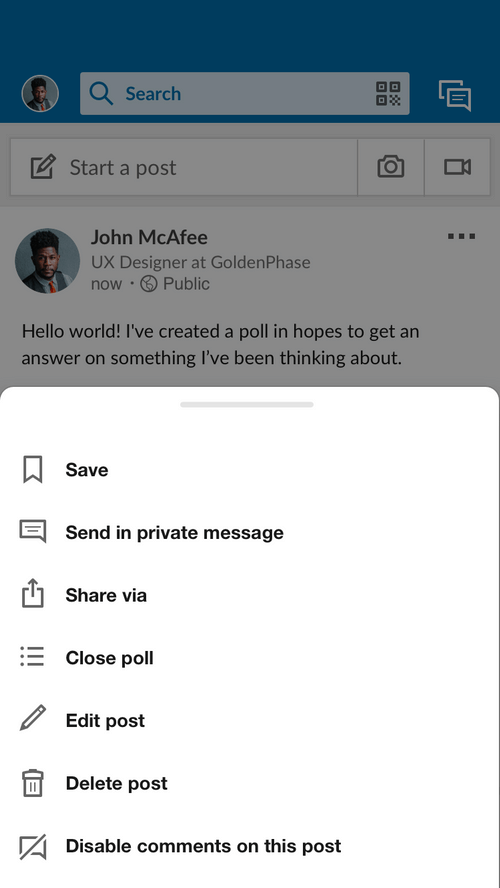 Search
Start a post
John McAfee
UX Designer at GoldenPhase
now • Public
Hello world! I've created a poll in hopes to get an
answer on something I’ve been thinking about.
Save
Send in private message
Share via
Close poll
Edit post
Delete post
Disable comments on this post